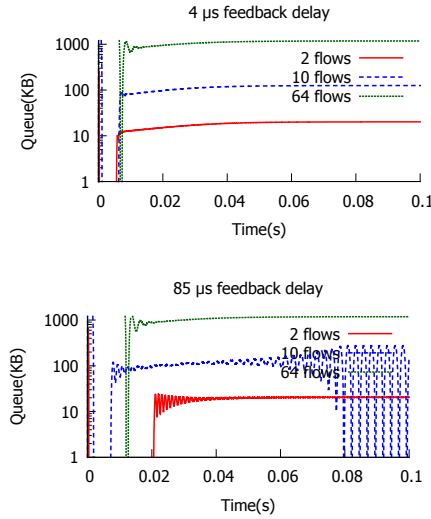 4 µs feedback delay
1000
100
10
1
Queue(KB)
2 flows
10 flows
64 flows
0
0.02
0.04
0.06
0.08
0.1
Time(s)
85 µs feedback delay
1000
100
10
1
Queue(KB)
2 flows
10 flows
64 flows
0
0.02
0.04
0.06
0.08
0.1
Time(s)